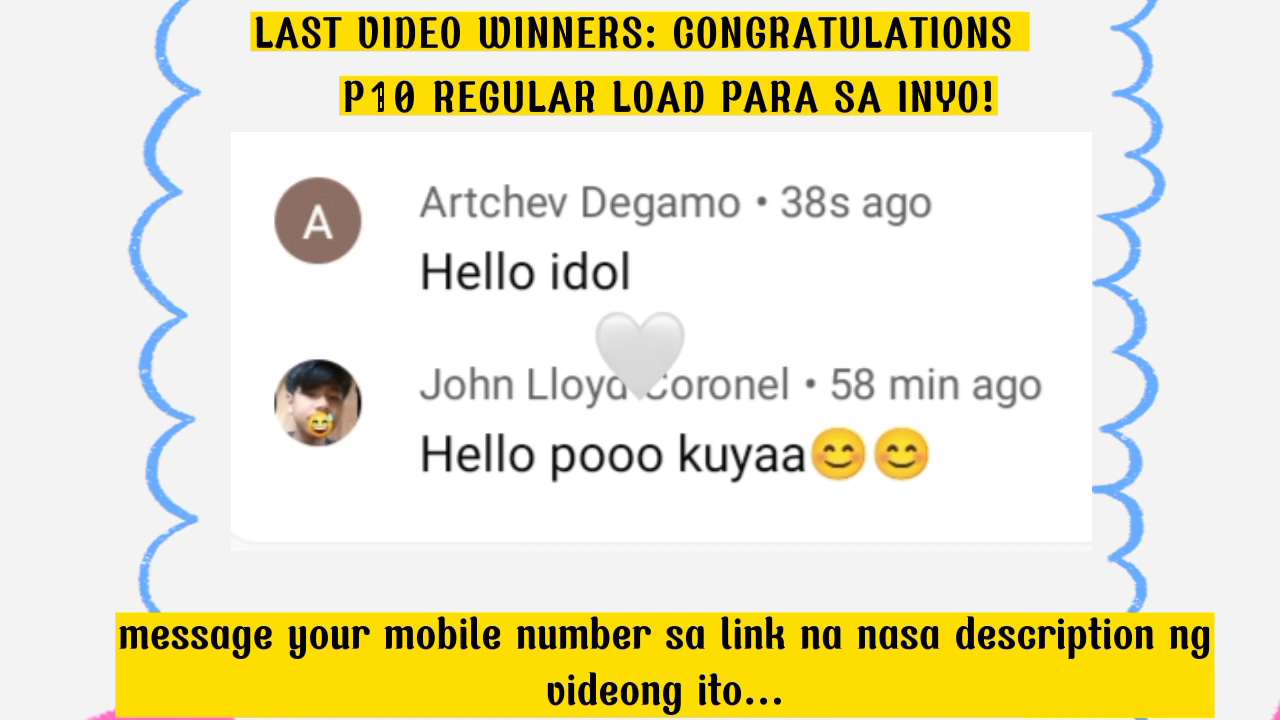 LAST VIDEO WINNERS: CONGRATULATIONS
P10 REGULAR LOAD PARA SA INYO!
A
Artchev Degamo • 38s ago
Hello idol
John Lloyd Coronel • 58 min ago
Hello pooo kuyaa😊😊
message your mobile number sa link na nasa description ng
videong ito...